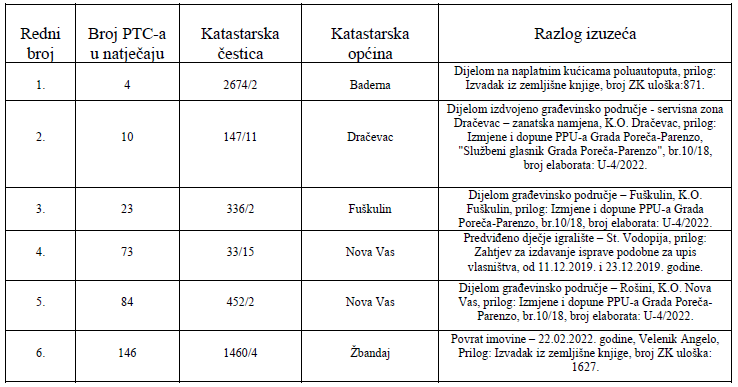 Redni broj
Broj PTC-a u natječaju
Katastarska čestica
Katastarska općina
Razlog izuzeća
1.
4
2674/2
Baderna
Dijelom na naplatnim kućicama poluautoputa, prilog:
Izvadak iz zemljišne knjige, broj ZK uloška:871.
2.
10
147/11
Dračevac
Dijelom izdvojeno građevinsko područje - servisna zona
Dračevac – zanatska namjena, K.O. Dračevac, prilog:
Izmjene i dopune PPU-a Grada Poreča-Parenzo,
"Službeni glasnik Grada Poreča-Parenzo", br.10/18,
broj elaborata: U-4/2022.
3.
23
336/2
Fuškulin
Dijelom građevinsko područje – Fuškulin, K.O.
Fuškulin, prilog: Izmjene i dopune PPU-a Grada
Poreča-Parenzo, br.10/18, broj elaborata: U-4/2022.
4.
73
33/15
Nova Vas
Predviđeno dječje igralište – St. Vodopija, prilog:
Zahtjev za izdavanje isprave podobne za upis
vlasništva, od 11.12.2019. i 23.12.2019. godine.
5.
84
452/2
Nova Vas
Dijelom građevinsko područje – Rošini, K.O. Nova
Vas, prilog: Izmjene i dopune PPU-a Grada Poreča-
Parenzo, br.10/18, broj elaborata: U-4/2022.
6.
146
1460/4
Žbandaj
Povrat imovine – 22.02.2022. godine, Velenik Angelo,
Prilog: Izvadak iz zemljišne knjige, broj ZK uloška:
1627.